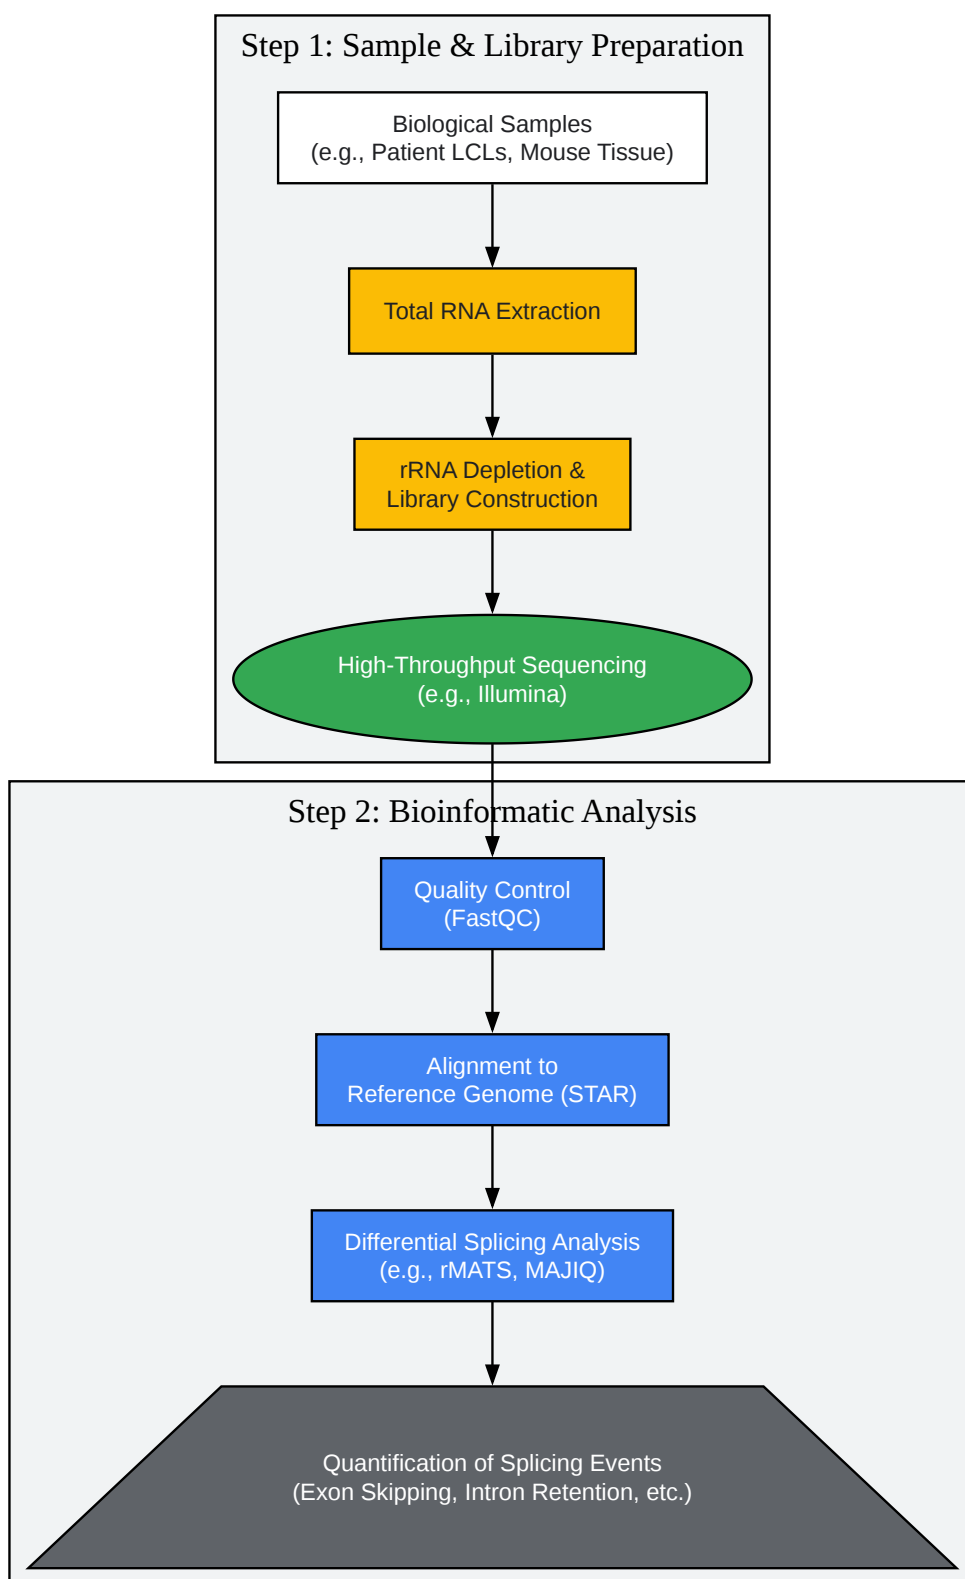 Step 1: Sample & Library Preparation
Biological Samples
(e.g., Patient LCLs, Mouse Tissue)
Total RNA Extraction
rRNA Depletion &
Library Construction
High-Throughput Sequencing
(e.g., Illumina)
Step 2: Bioinformatic Analysis
Quality Control
(FastQC)
Alignment to
Reference Genome (STAR)
Differential Splicing Analysis
(e.g., rMATS, MAJIQ)
Quantification of Splicing Events
(Exon Skipping, Intron Retention, etc.)